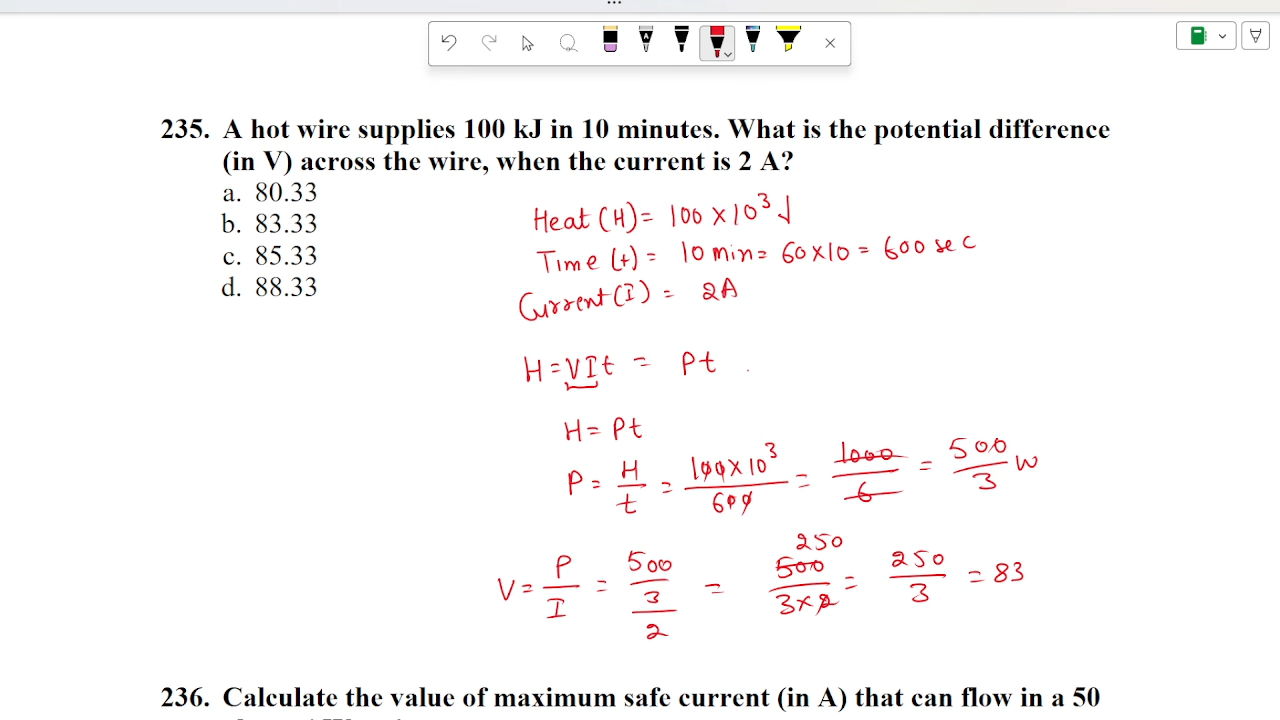 235. A hot wire supplies 100 kJ in 10 minutes. What is the potential difference
(in V) across the wire, when the current is 2 A?
a. 80.33
b. 83.33
c. 85.33
d. 88.33
Heat (H) = 100 × 10³ J
Time (t) = 10 min = 60×10 = 600 sec
Current (I) = 2A
H = VIt = Pt
H = Pt
P = H/t = 100×10³/600 = 1000/6 = 500/3 W
V = P/I = 500/3/2 = 500/3×2 250 = 250/3 = 83
236. Calculate the value of maximum safe current (in A) that can flow in a 50